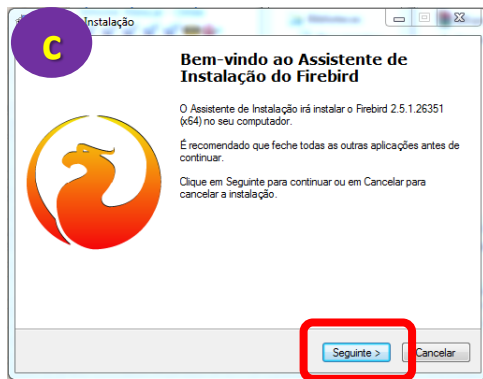 C
Instalação
Bem-vindo ao Assistente de
Instalação do Firebird
O Assistente de Instalação irá instalar o Firebird 2.5.1.26351
(x64) no seu computador.
É recomendado que feche todas as outras aplicações antes de
continuar.
Clique em Seguinte para continuar ou em Cancelar para
cancelar a instalação.
Seguinte >
Cancelar